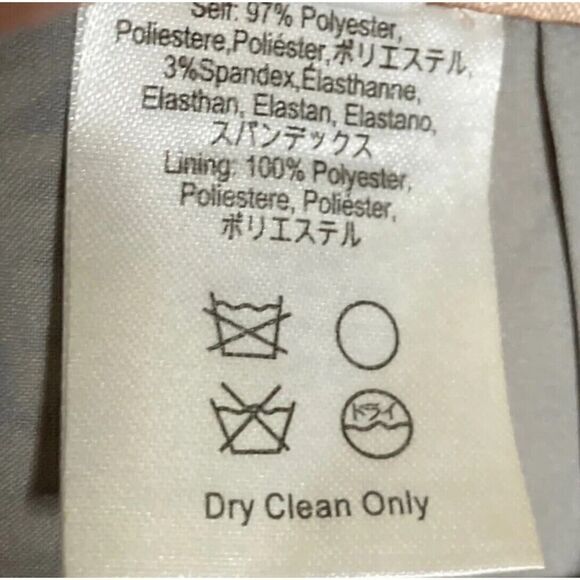 Self: 97% Polyester,
Poliestere,Poliéster,ポリエステル,
3%Spandex,Élasthanne,
Elasthan, Elastan, Elastano,
スパンデックス
Lining: 100% Polyester,
Poliestere, Poliéster,
ポリエステル
ドライ
Dry Clean Only